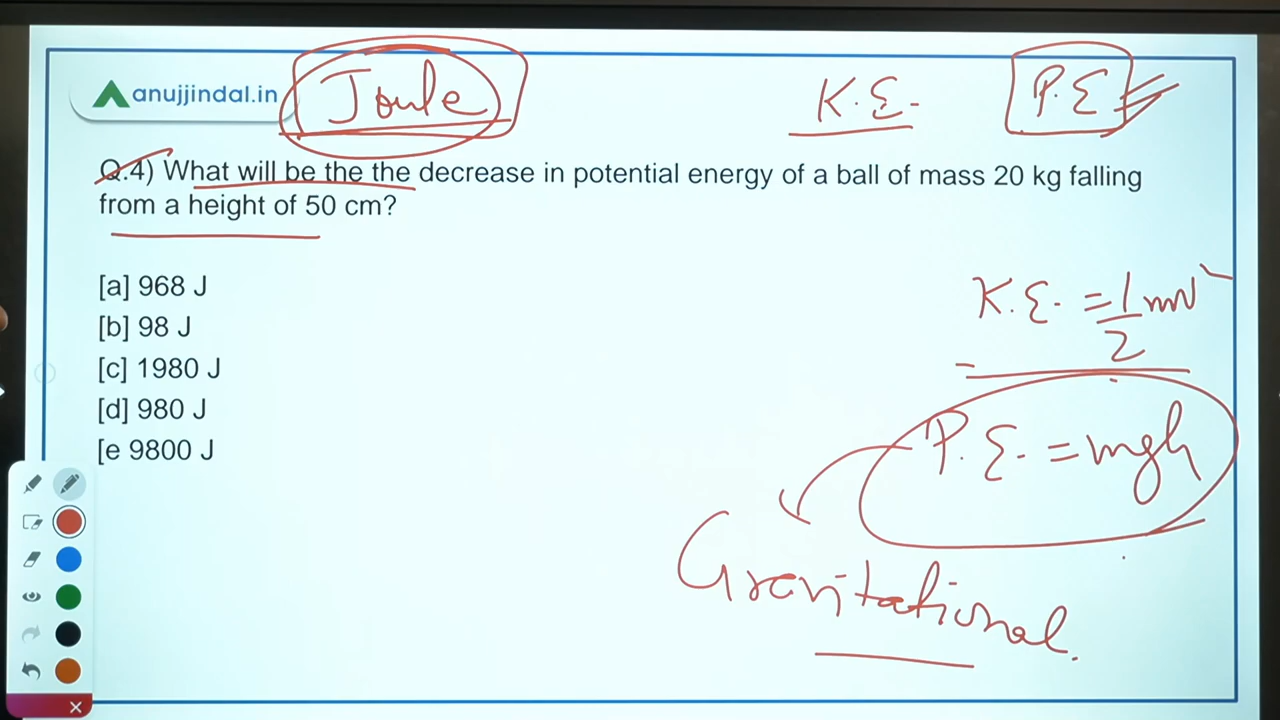 anujjindal.in
Joule
K.E.
P.E
Q.4) What will be the the decrease in potential energy of a ball of mass 20 kg falling
from a height of 50 cm?
[a] 968 J
[b] 98 J
[c] 1980 J
[d] 980 J
[e 9800 J
K.E. = 1/2 mv²
P.E. = mgh
Gravitational.